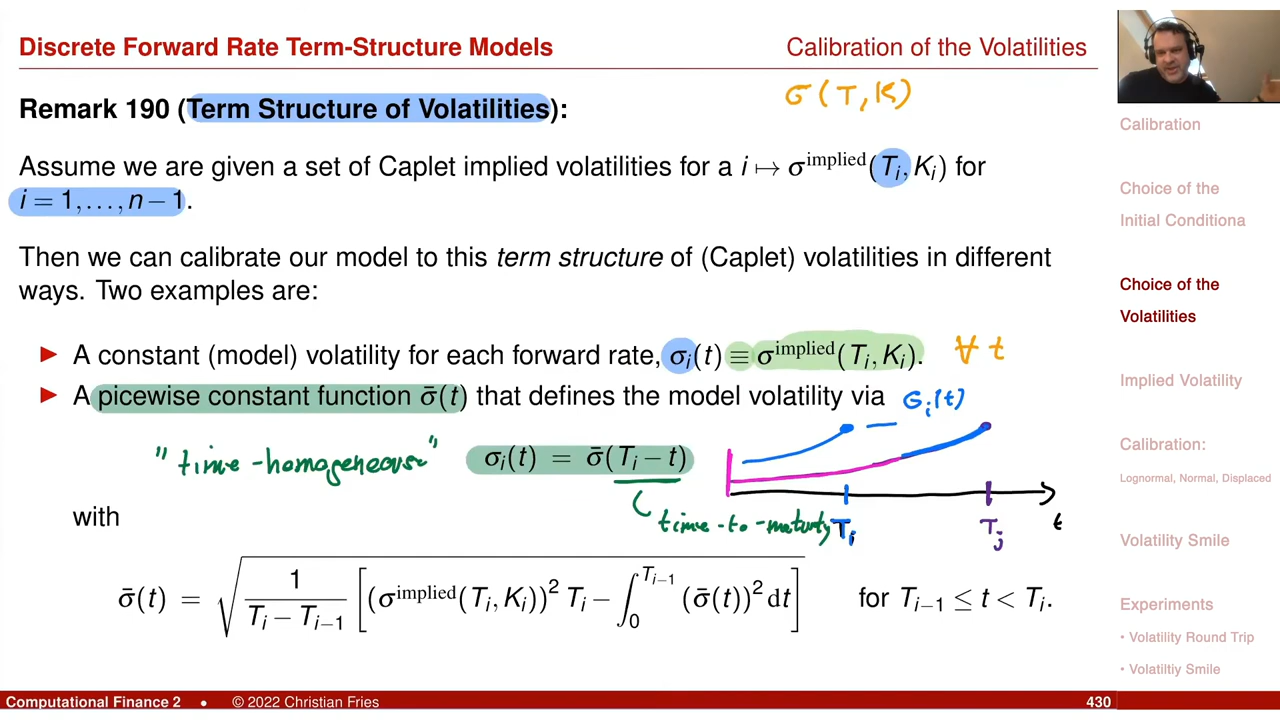 Discrete Forward Rate Term-Structure Models
Calibration of the Volatilities
σ(T, K)
Remark 190 (Term Structure of Volatilities):
Assume we are given a set of Caplet implied volatilities for a i ↦ σ^implied(T_i, K_i) for
i = 1, . . . , n − 1.
Then we can calibrate our model to this term structure of (Caplet) volatilities in different
ways. Two examples are:
▶ A constant (model) volatility for each forward rate, σ_i(t) ≡ σ^implied(T_i, K_i). ∀ t
▶ A picewise constant function σ̄(t) that defines the model volatility via
σ_i(t)
"time-homogeneous"
σ_i(t) = σ̄(T_i − t)
time-to-maturity
T_i
T_j
t
with
σ̄(t) = √( 1/(T_i − T_{i−1}) [ (σ^implied(T_i, K_i))² T_i − ∫_0^{T_{i−1}} (σ̄(t))² dt ] ) for T_{i−1} ≤ t < T_i.
Calibration
Choice of the
Initial Conditiona
Choice of the
Volatilities
Implied Volatility
Calibration:
Lognormal, Normal, Displaced
Volatility Smile
Experiments
• Volatility Round Trip
• Volatiltiy Smile
Computational Finance 2 • © 2022 Christian Fries
430